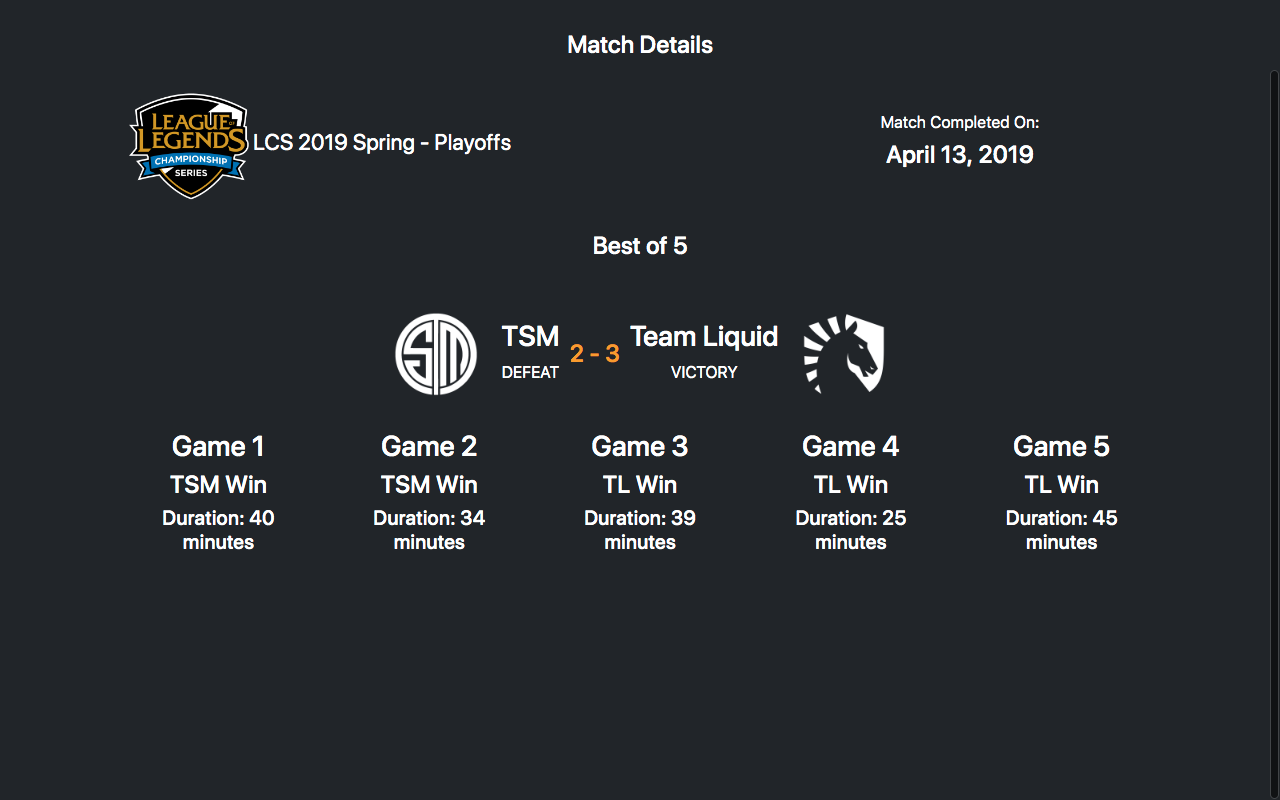 Match Details
LEAGUE OF
LEGENDS
CHAMPIONSHIP
SERIES
LCS 2019 Spring - Playoffs
Match Completed On:
April 13, 2019
Best of 5
TSM
DEFEAT
2 - 3
Team Liquid
VICTORY
Game 1
TSM Win
Duration: 40
minutes
Game 2
TSM Win
Duration: 34
minutes
Game 3
TL Win
Duration: 39
minutes
Game 4
TL Win
Duration: 25
minutes
Game 5
TL Win
Duration: 45
minutes